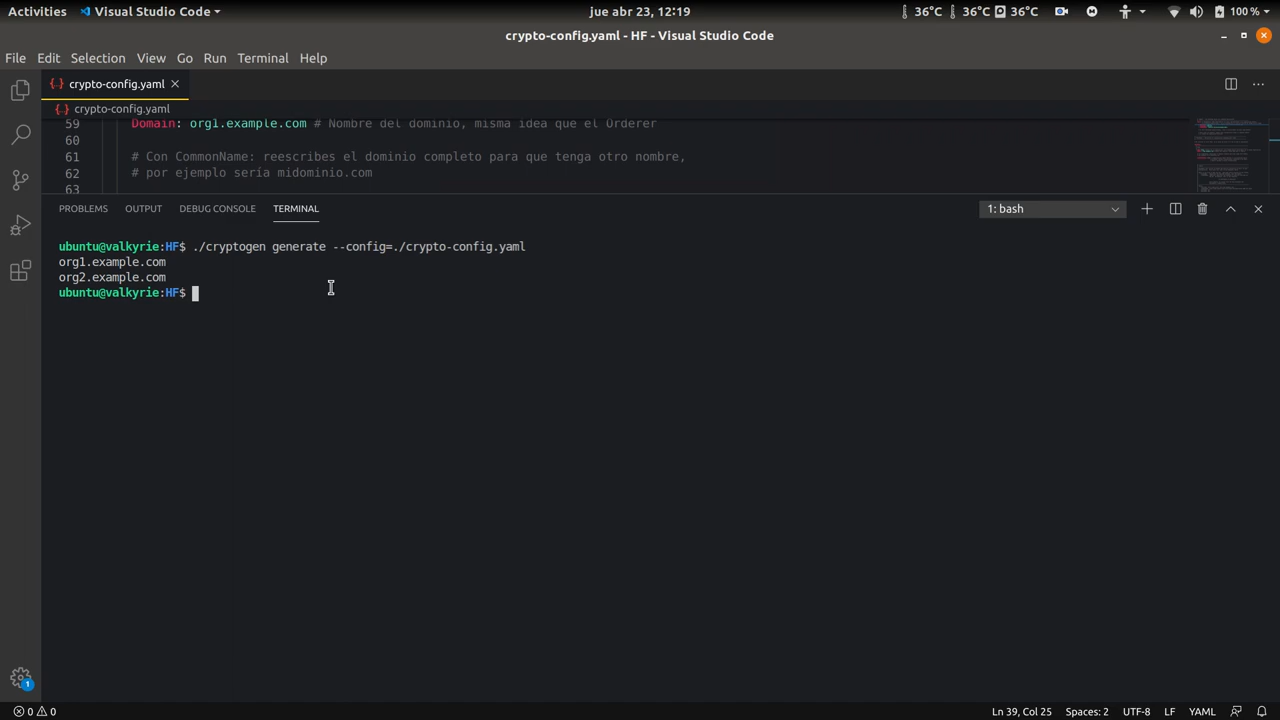 Activities Visual Studio Code jue abr 23, 12:19 36°C 36°C 36°C 100 %
crypto-config.yaml - HF - Visual Studio Code
File Edit Selection View Go Run Terminal Help
crypto-config.yaml
crypto-config.yaml
59 Domain: org1.example.com # Nombre del dominio, misma idea que el Orderer
60
61 # Con CommonName: reescribes el dominio completo para que tenga otro nombre,
62 # por ejemplo sería midominio.com
63
PROBLEMS OUTPUT DEBUG CONSOLE TERMINAL 1: bash
ubuntu@valkyrie:HF$ ./cryptogen generate --config=./crypto-config.yaml
org1.example.com
org2.example.com
ubuntu@valkyrie:HF$
1
0 0 Ln 39, Col 25 Spaces: 2 UTF-8 LF YAML